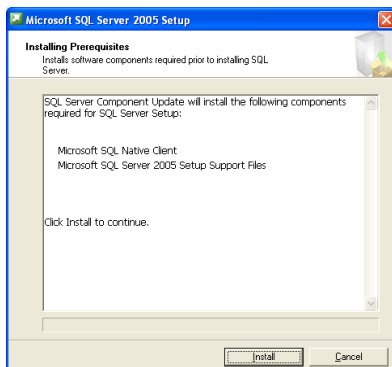 Microsoft SQL Server 2005 Setup
Installing Prerequisites
Installs software components required prior to installing SQL
Server.
SQL Server Component Update will install the following components
required for SQL Server Setup:
Microsoft SQL Native Client
Microsoft SQL Server 2005 Setup Support Files
Click Install to continue.
Install
Cancel